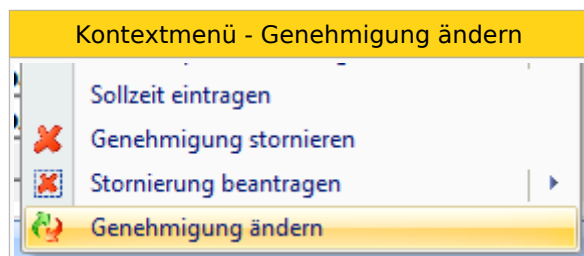 Kontextmenü - Genehmigung ändern
Sollzeit eintragen
Genehmigung stornieren
Stornierung beantragen
Genehmigung ändern